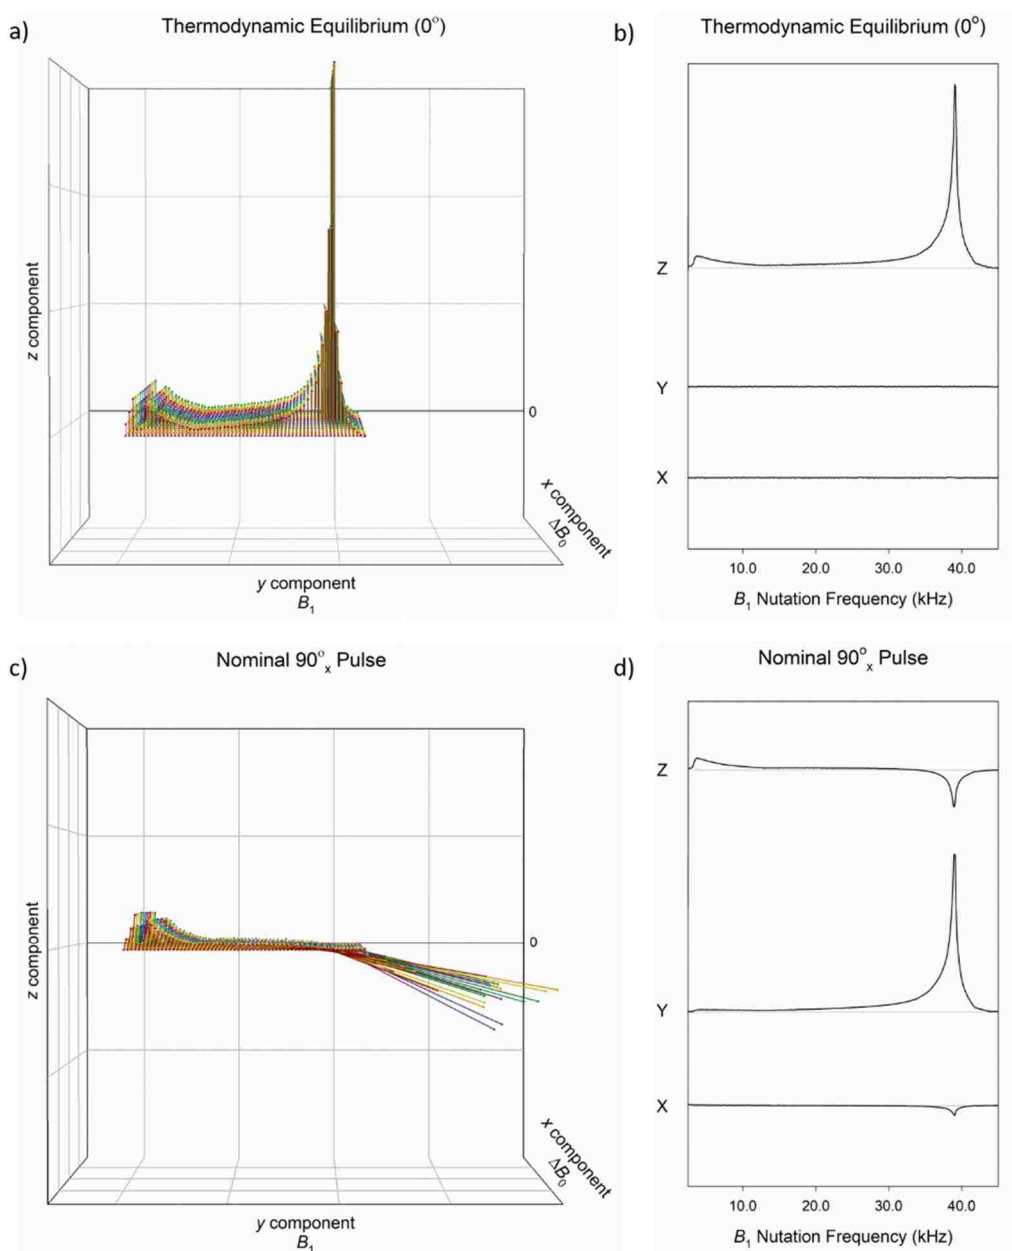 a)
Thermodynamic Equilibrium (0°)
z component
0
x component
ΔB0
y component
B1
b)
Thermodynamic Equilibrium (0°)
Z
Y
X
10.0 20.0 30.0 40.0
B1 Nutation Frequency (kHz)
c)
Nominal 90°x Pulse
z component
0
x component
ΔB0
y component
B1
d)
Nominal 90°x Pulse
Z
Y
X
10.0 20.0 30.0 40.0
B1 Nutation Frequency (kHz)